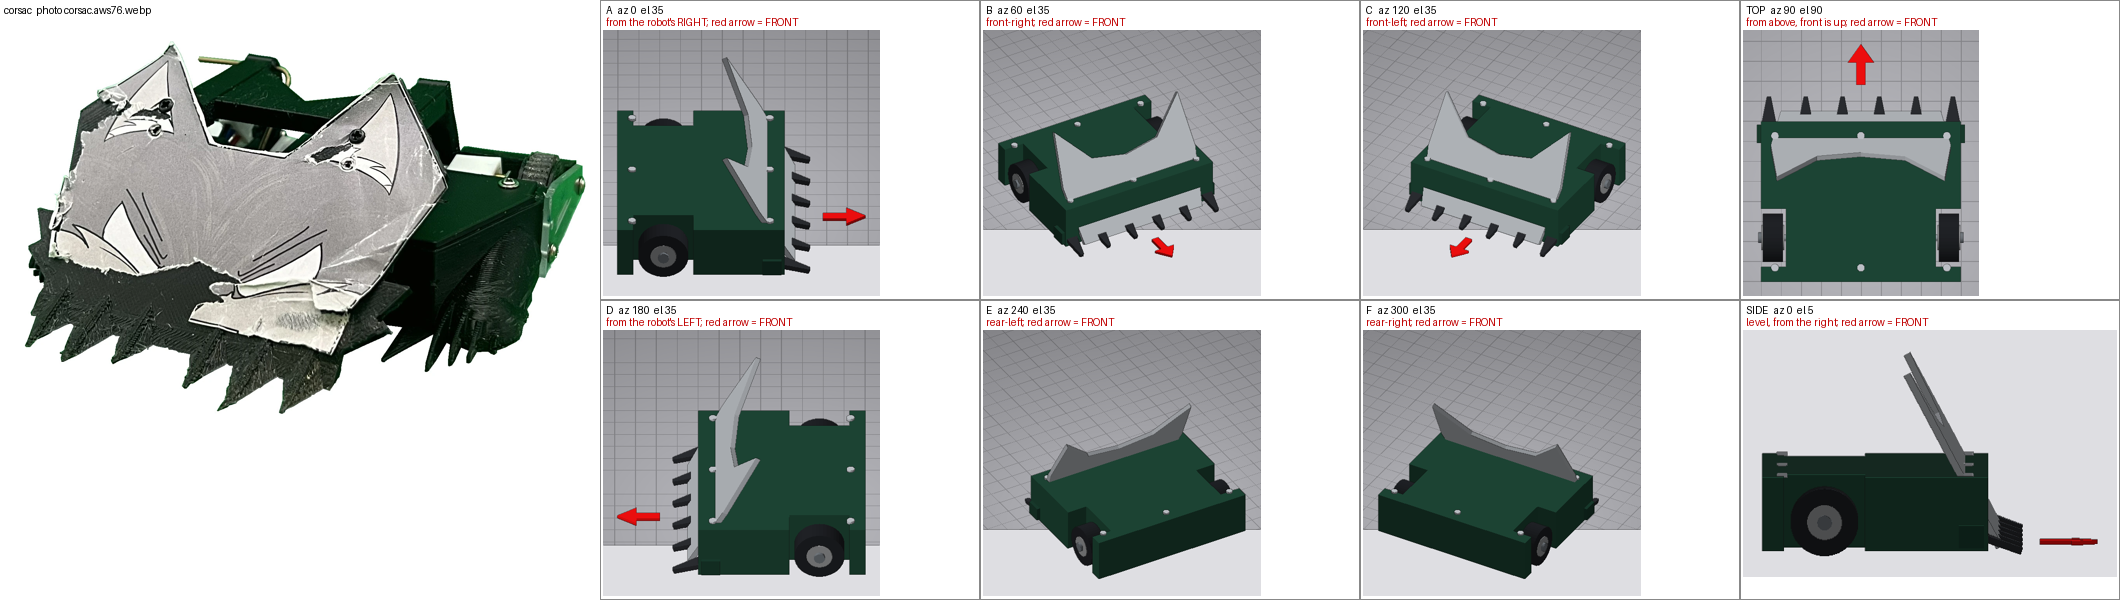 corsac photocorsac.aws76.webp
A az 0 el 35
from the robot's RIGHT; red arrow = FRONT
B az 60 el 35
front-right; red arrow = FRONT
C az 120 el 35
front-left; red arrow = FRONT
TOP az 90 el 90
from above, front is up; red arrow = FRONT
D az 180 el 35
from the robot's LEFT; red arrow = FRONT
E az 240 el 35
rear-left; red arrow = FRONT
F az 300 el 35
rear-right; red arrow = FRONT
SIDE az 0 el 5
level, from the right; red arrow = FRONT